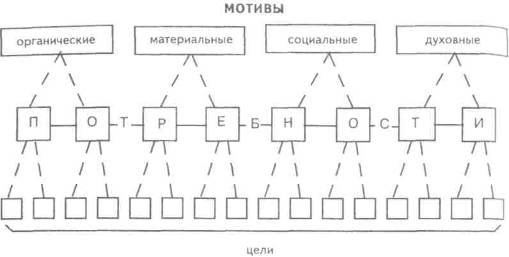 МОТИВЫ
органические материальные социальные духовные
П О Т Р Е Б Н О С Т И
цели